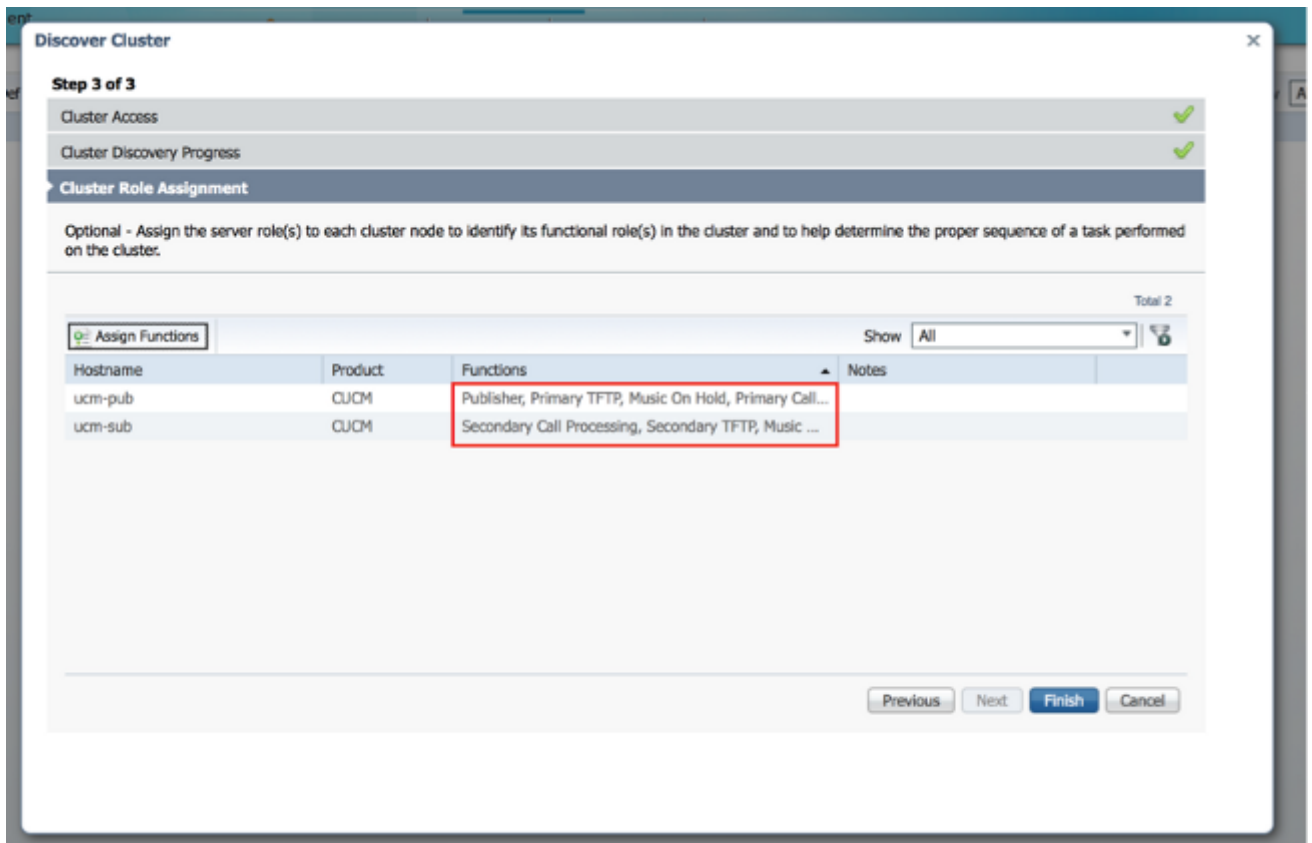 ent
Discover Cluster
Step 3 of 3
Cluster Access
Cluster Discovery Progress
Cluster Role Assignment
Optional - Assign the server role(s) to each cluster node to identify its functional role(s) in the cluster and to help determine the proper sequence of a task performed
on the cluster.
Total 2
Assign Functions Show All
Hostname Product Functions Notes
ucm-pub CUCM Publisher, Primary TFTP, Music On Hold, Primary Call...
ucm-sub CUCM Secondary Call Processing, Secondary TFTP, Music ...
Previous Next Finish Cancel